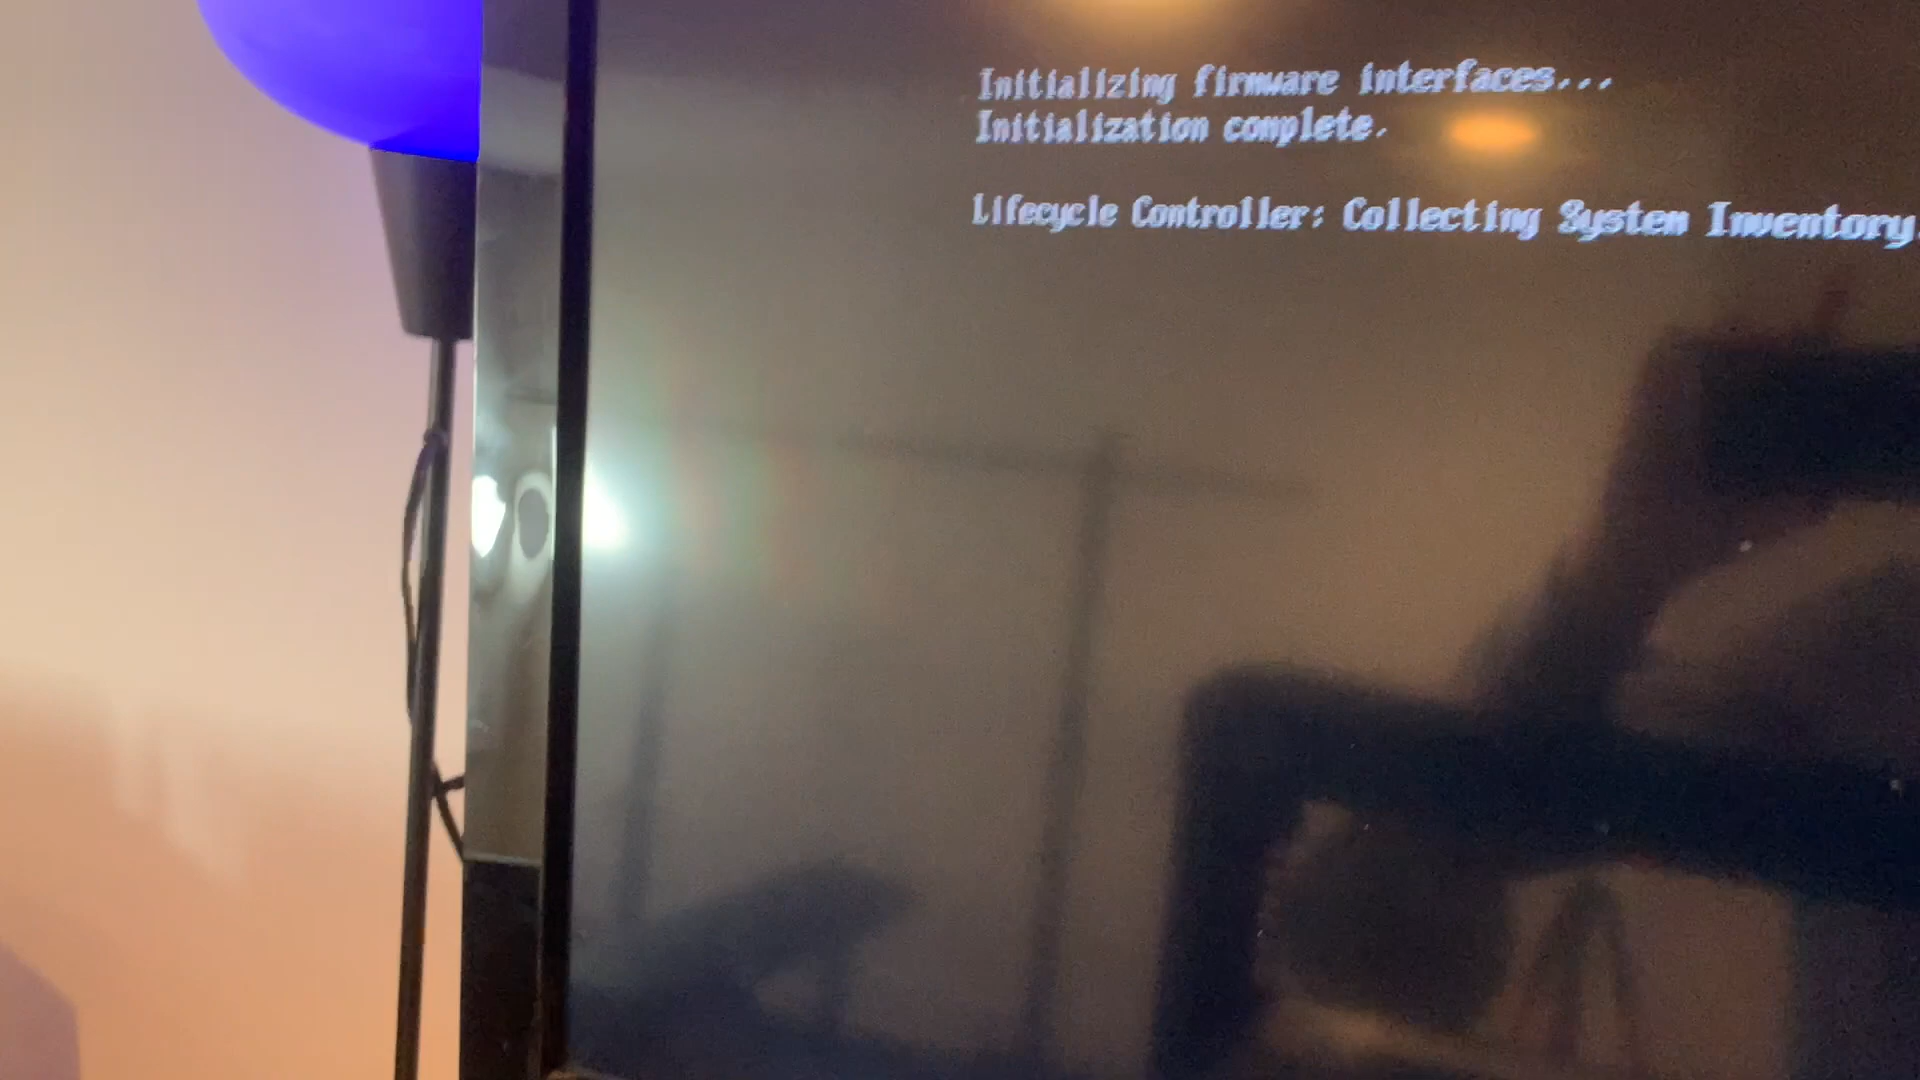 Initializing firmware interfaces...
Initialization complete.
Lifecycle Controller: Collecting System Inventory.